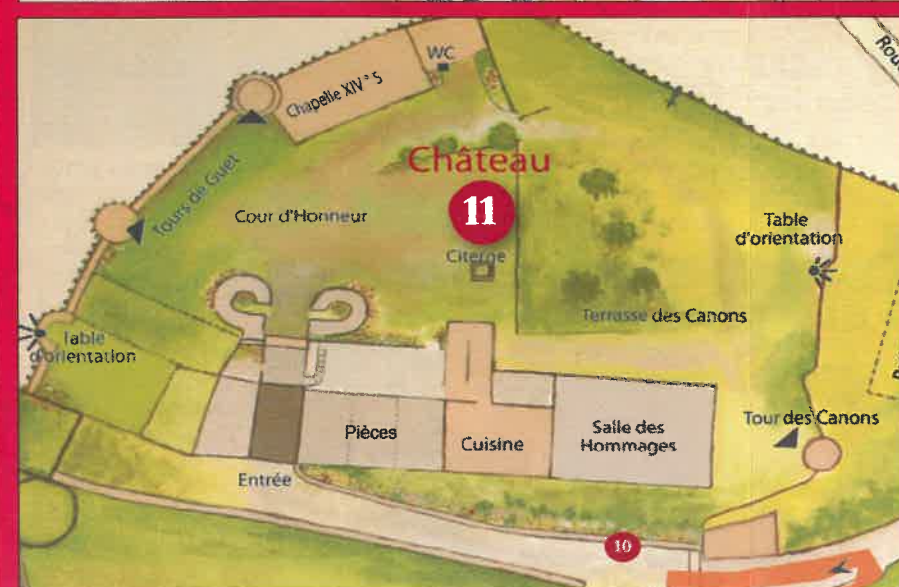 WC
Chapelle XIV° S
Château
11
Tours de Guet
Cour d'Honneur
Citerne
Table
d'orientation
Terrasse des Canons
Table
d'orientation
Pièces
Cuisine
Salle des
Hommages
Tour des Canons
Entrée
10